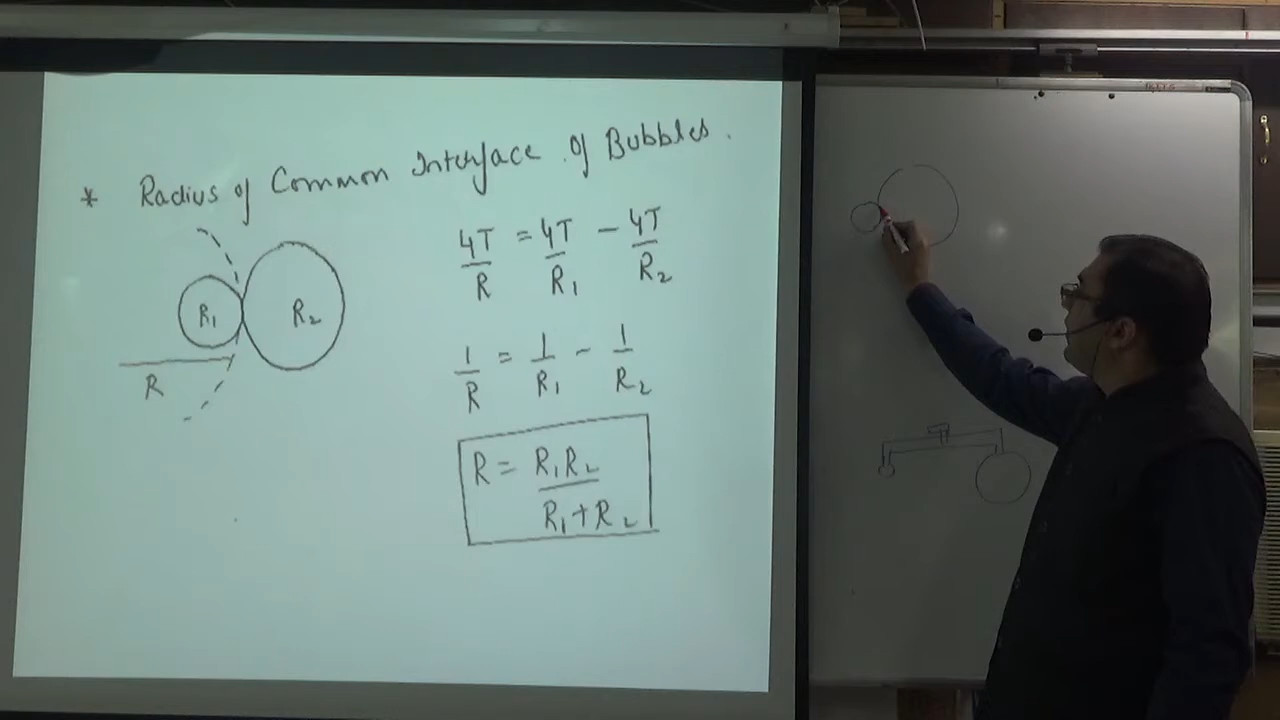 * Radius of Common Interface of Bubbles.
R₁ R₂
R
4T/R = 4T/R₁ - 4T/R₂
1/R = 1/R₁ - 1/R₂
R = R₁R₂/R₁+R₂